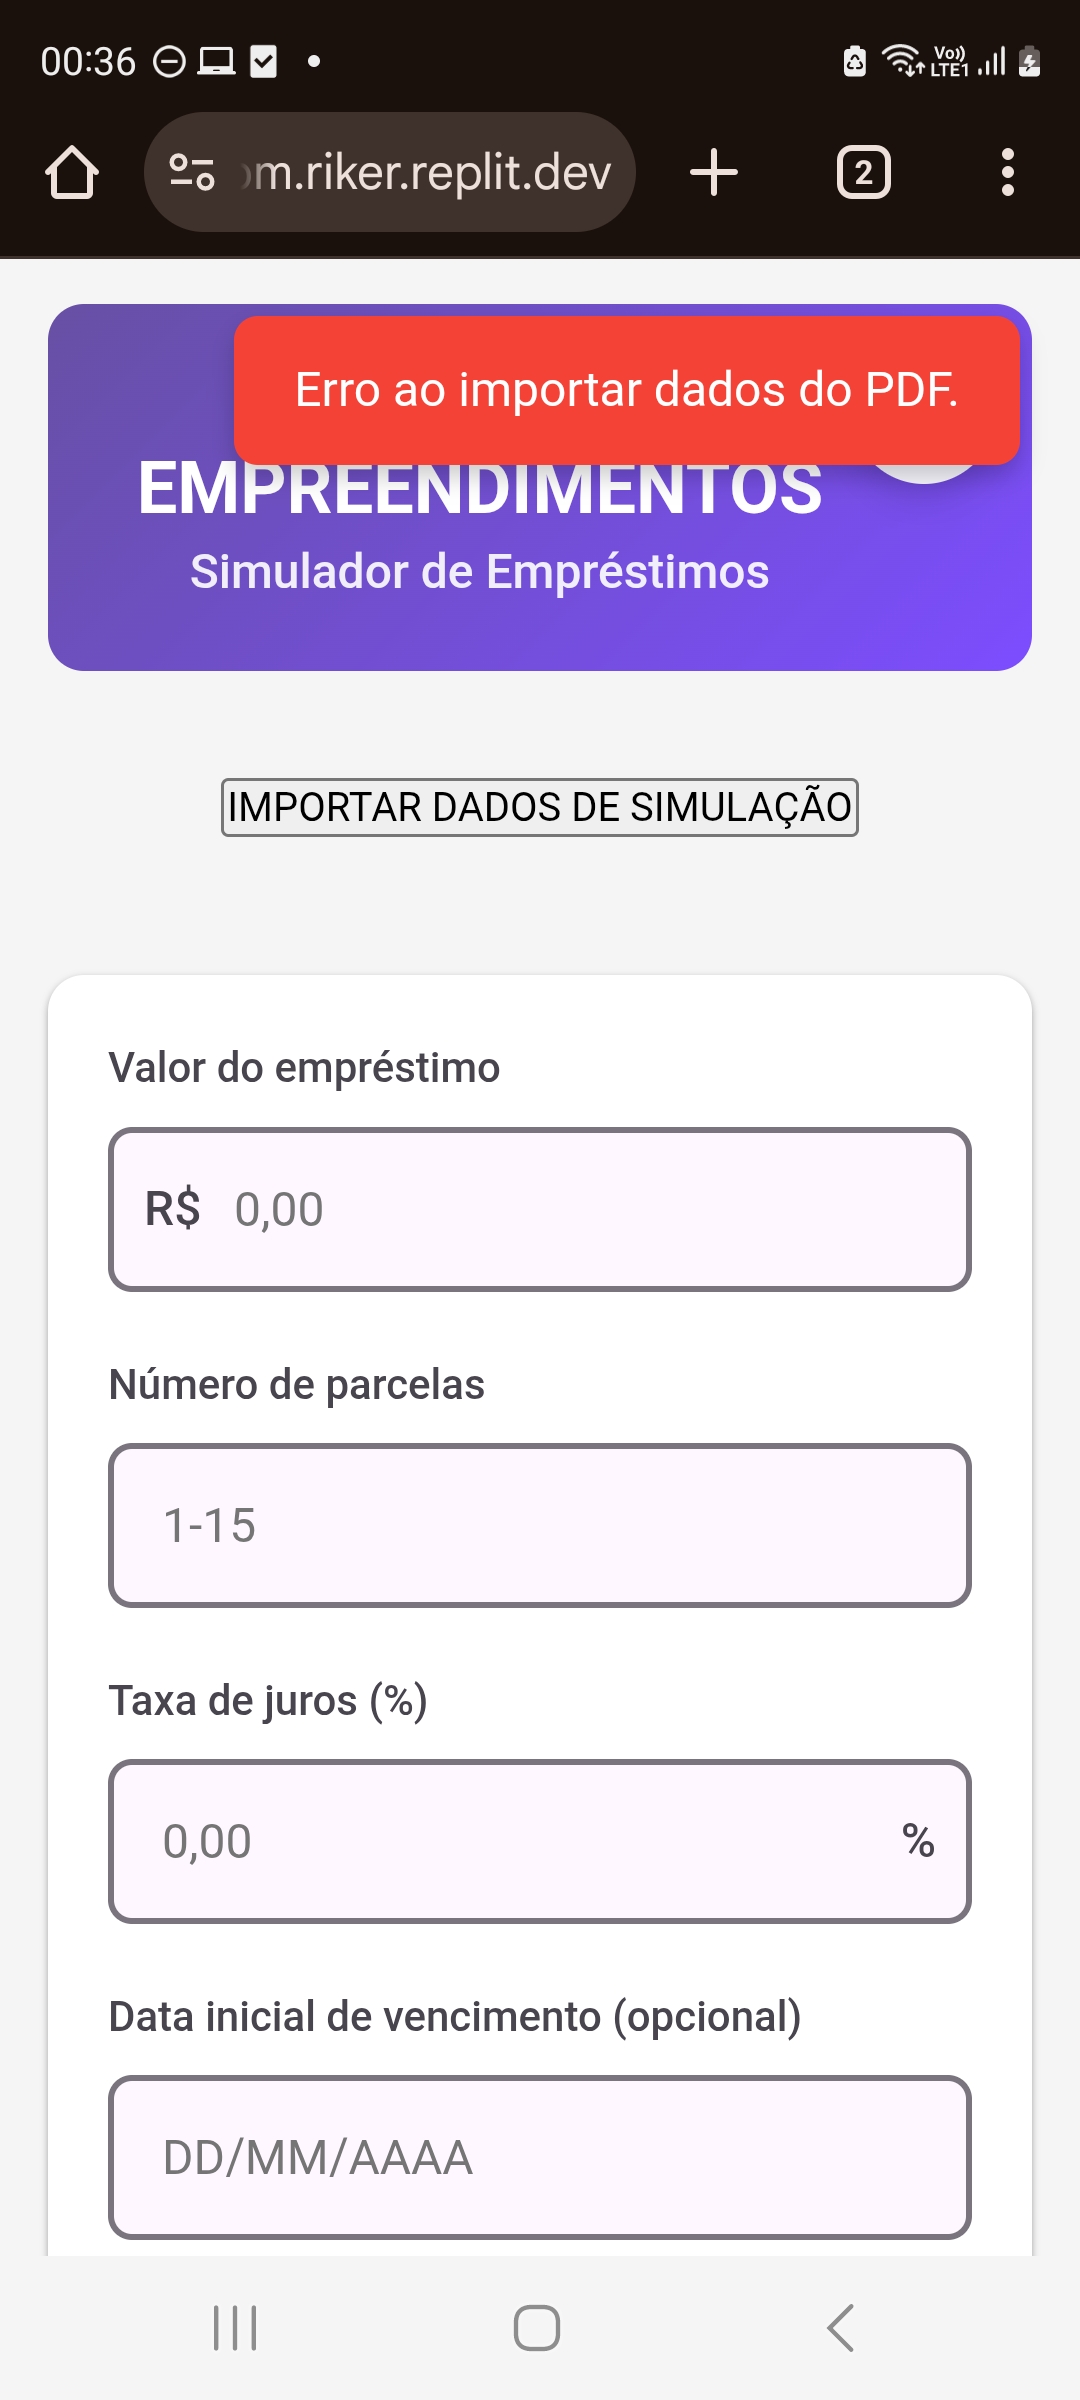 00:36
Vo)) LTE1
om.riker.replit.dev
2
Erro ao importar dados do PDF.
EMPREENDIMENTOS
Simulador de Empréstimos
IMPORTAR DADOS DE SIMULAÇÃO
Valor do empréstimo
R$ 0,00
Número de parcelas
1-15
Taxa de juros (%)
0,00 %
Data inicial de vencimento (opcional)
DD/MM/AAAA